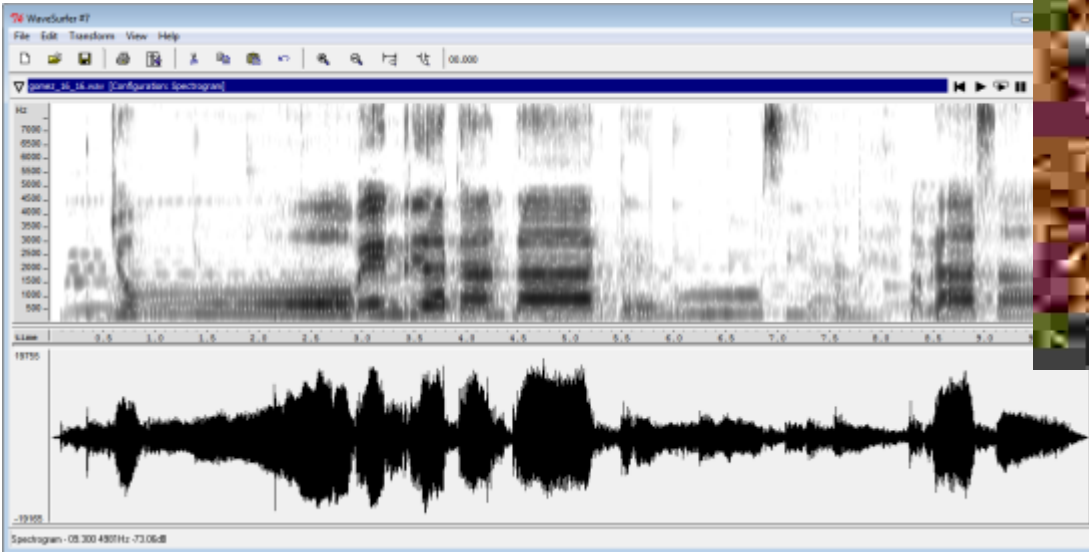 WaveSurfer #7
File Edit Transform View Help
00.000
gomez_16_16.wav [Configuration: Spectrogram]
Hz
7000
6500
6000
5500
5000
4500
4000
3500
3000
2500
2000
1500
1000
500
time 0.5 1.0 1.5 2.0 2.5 3.0 3.5 4.0 4.5 5.0 5.5 6.0 6.5 7.0 7.5 8.0 8.5 9.0
19755
-19165
Spectrogram - 09.300 4981Hz -73.06dB